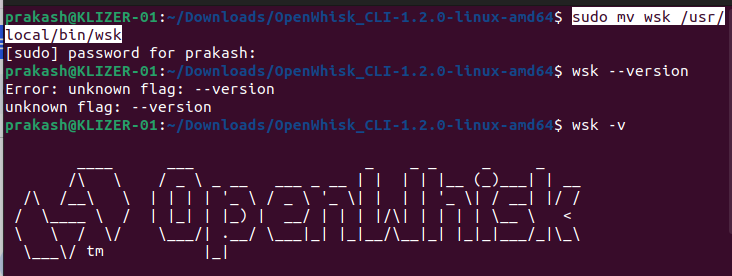 prakash@KLIZER-01:~/Downloads/OpenWhisk_CLI-1.2.0-linux-amd64$ sudo mv wsk /usr/
local/bin/wsk
[sudo] password for prakash:
prakash@KLIZER-01:~/Downloads/OpenWhisk_CLI-1.2.0-linux-amd64$ wsk --version
Error: unknown flag: --version
unknown flag: --version
prakash@KLIZER-01:~/Downloads/OpenWhisk_CLI-1.2.0-linux-amd64$ wsk -v
OpenWhisk
tm